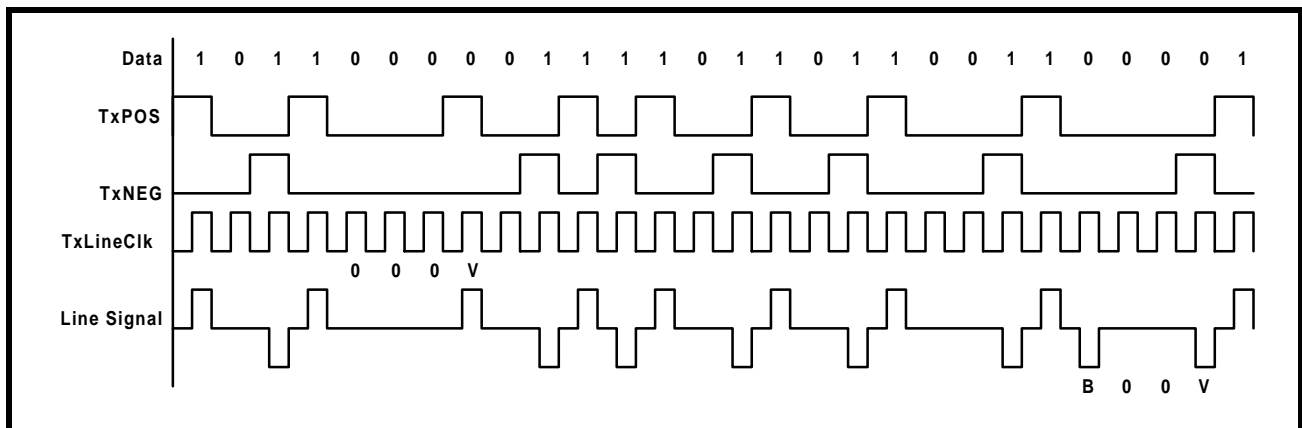 Data 1 0 1 1 0 0 0 0 0 1 1 1 1 0 1 1 0 1 1 0 0 1 1 0 0 0 0 1
TxPOS
TxNEG
TxLineClk
0 0 0 V
Line Signal
B 0 0 V